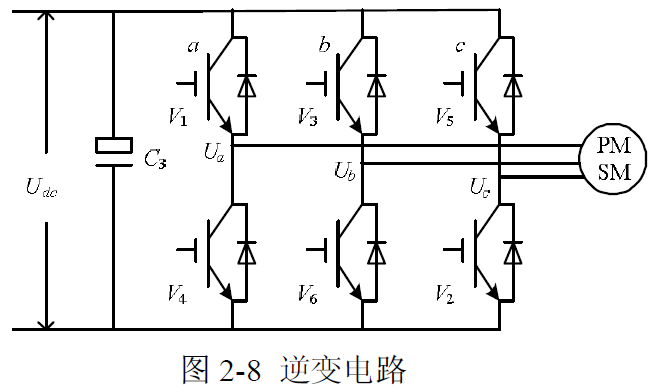 a b c
V1 V3 V5
Udc C3 Ua Ub Uc PM
SM
V4 V6 V2
图 2-8 逆变电路